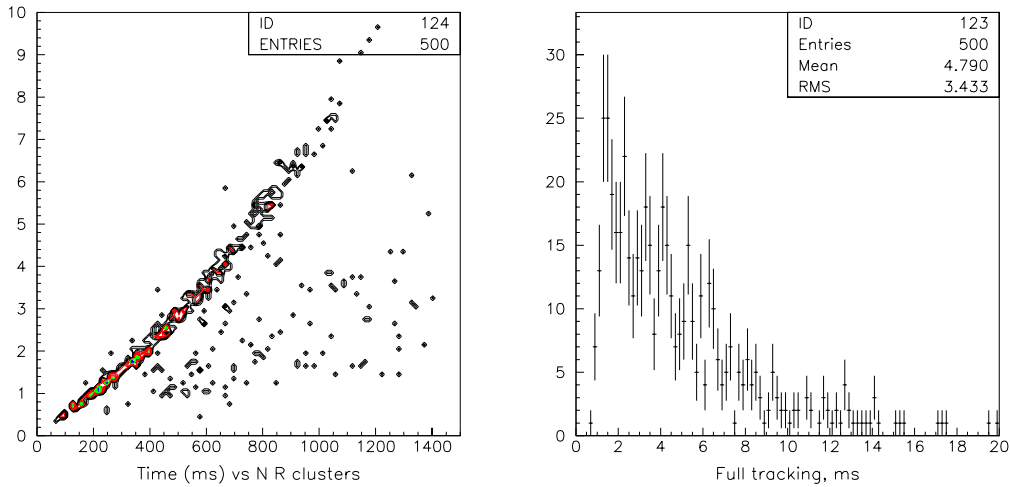 ID 124
ENTRIES 500
10
9
8
7
6
5
4
3
2
1
0
0 200 400 600 800 1000 1200 1400
Time (ms) vs N R clusters
ID 123
Entries 500
Mean 4.790
RMS 3.433
30
25
20
15
10
5
0
0 2 4 6 8 10 12 14 16 18 20
Full tracking, ms